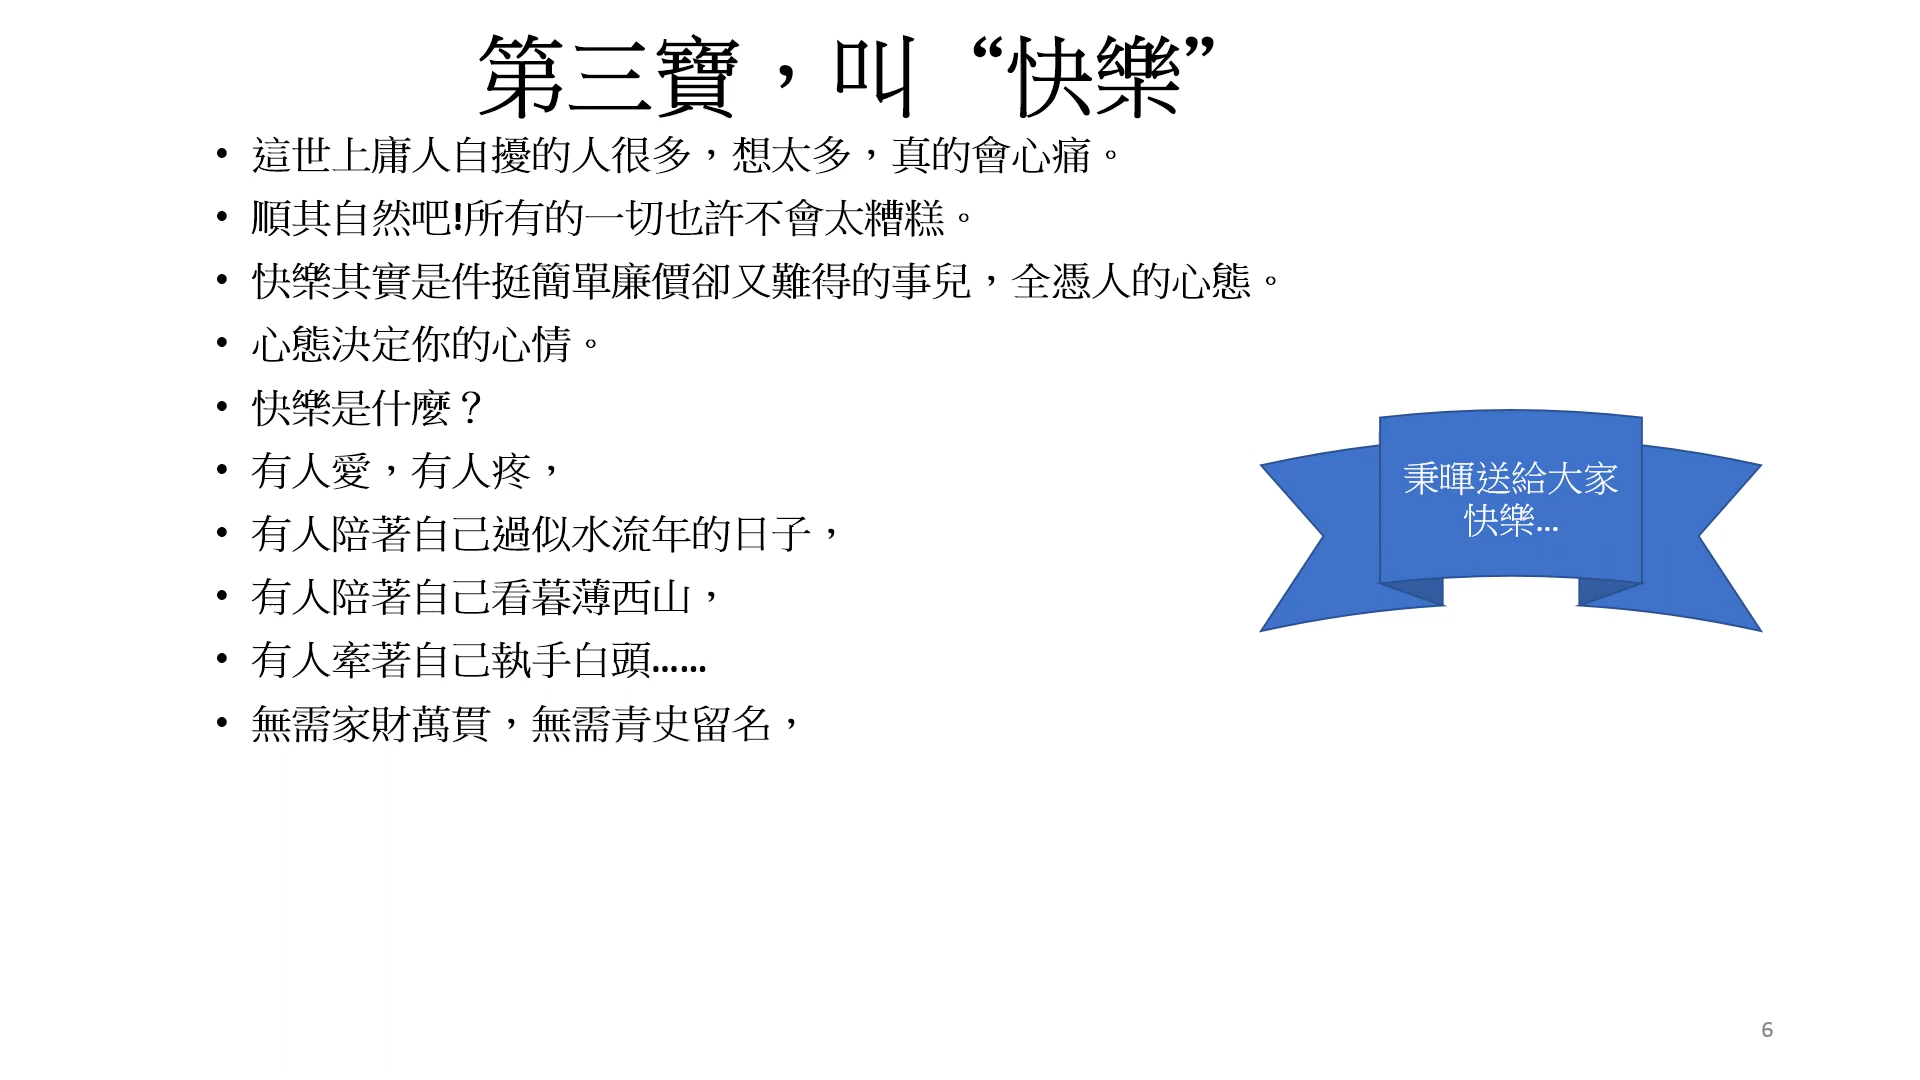 第三寶，叫“快樂”
• 這世上庸人自擾的人很多，想太多，真的會心痛。
• 順其自然吧!所有的一切也許不會太糟糕。
• 快樂其實是件挺簡單廉價卻又難得的事兒，全憑人的心態。
• 心態決定你的心情。
• 快樂是什麼？
• 有人愛，有人疼，
• 有人陪著自己過似水流年的日子，
• 有人陪著自己看暮薄西山，
• 有人牽著自己執手白頭……
• 無需家財萬貫，無需青史留名，
秉暉送給大家
快樂...
6